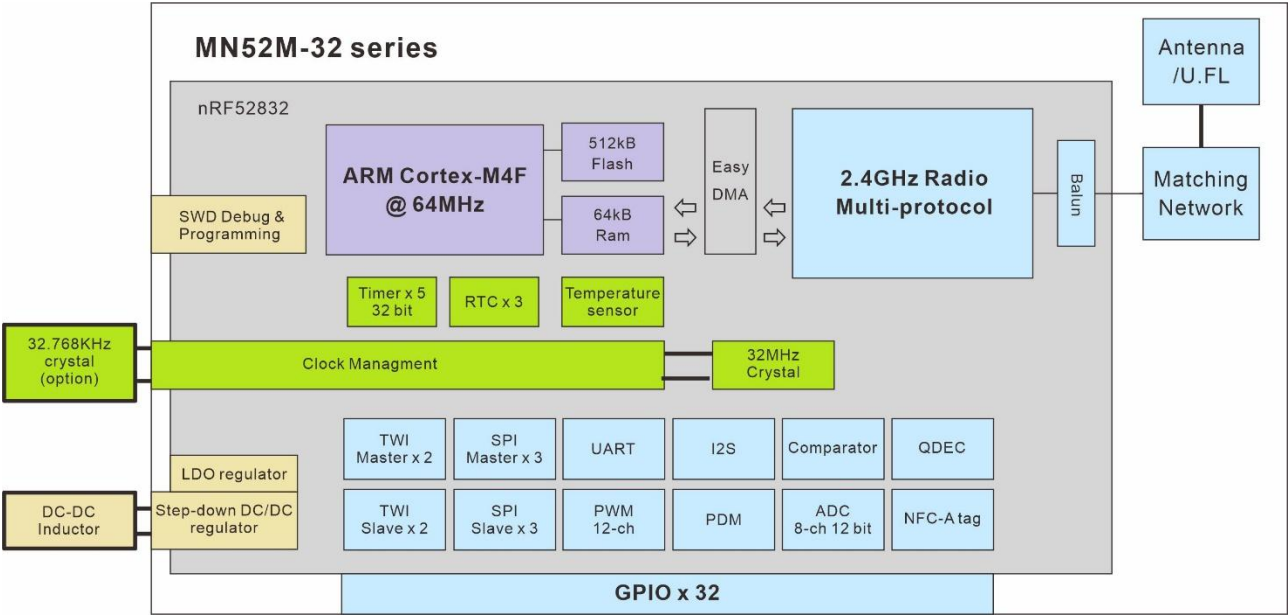 MN52M-32 series
Antenna
/U.FL
nRF52832
ARM Cortex-M4F
@ 64MHz
512kB
Flash
64kB
Ram
Easy
DMA
2.4GHz Radio
Multi-protocol
Balun
Matching
Network
SWD Debug &
Programming
Timer x 5
32 bit
RTC x 3
Temperature
sensor
32.768KHz
crystal
(option)
Clock Managment
32MHz
Crystal
TWI
Master x 2
SPI
Master x 3
UART
I2S
Comparator
QDEC
LDO regulator
DC-DC
Inductor
Step-down DC/DC
regulator
TWI
Slave x 2
SPI
Slave x 3
PWM
12-ch
PDM
ADC
8-ch 12 bit
NFC-A tag
GPIO x 32